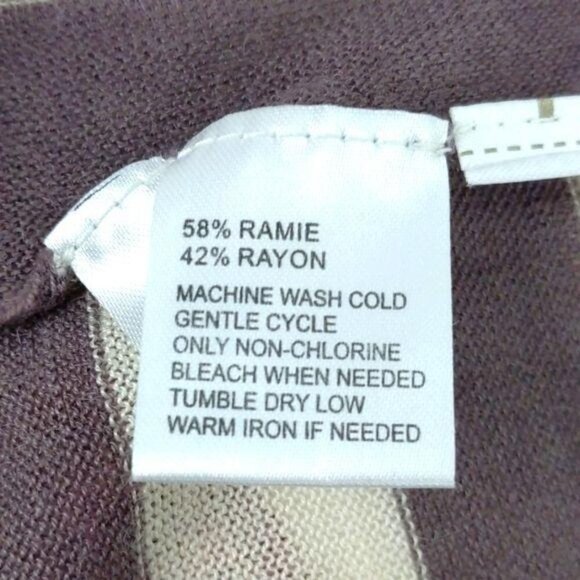 58% RAMIE
42% RAYON
MACHINE WASH COLD
GENTLE CYCLE
ONLY NON-CHLORINE
BLEACH WHEN NEEDED
TUMBLE DRY LOW
WARM IRON IF NEEDED